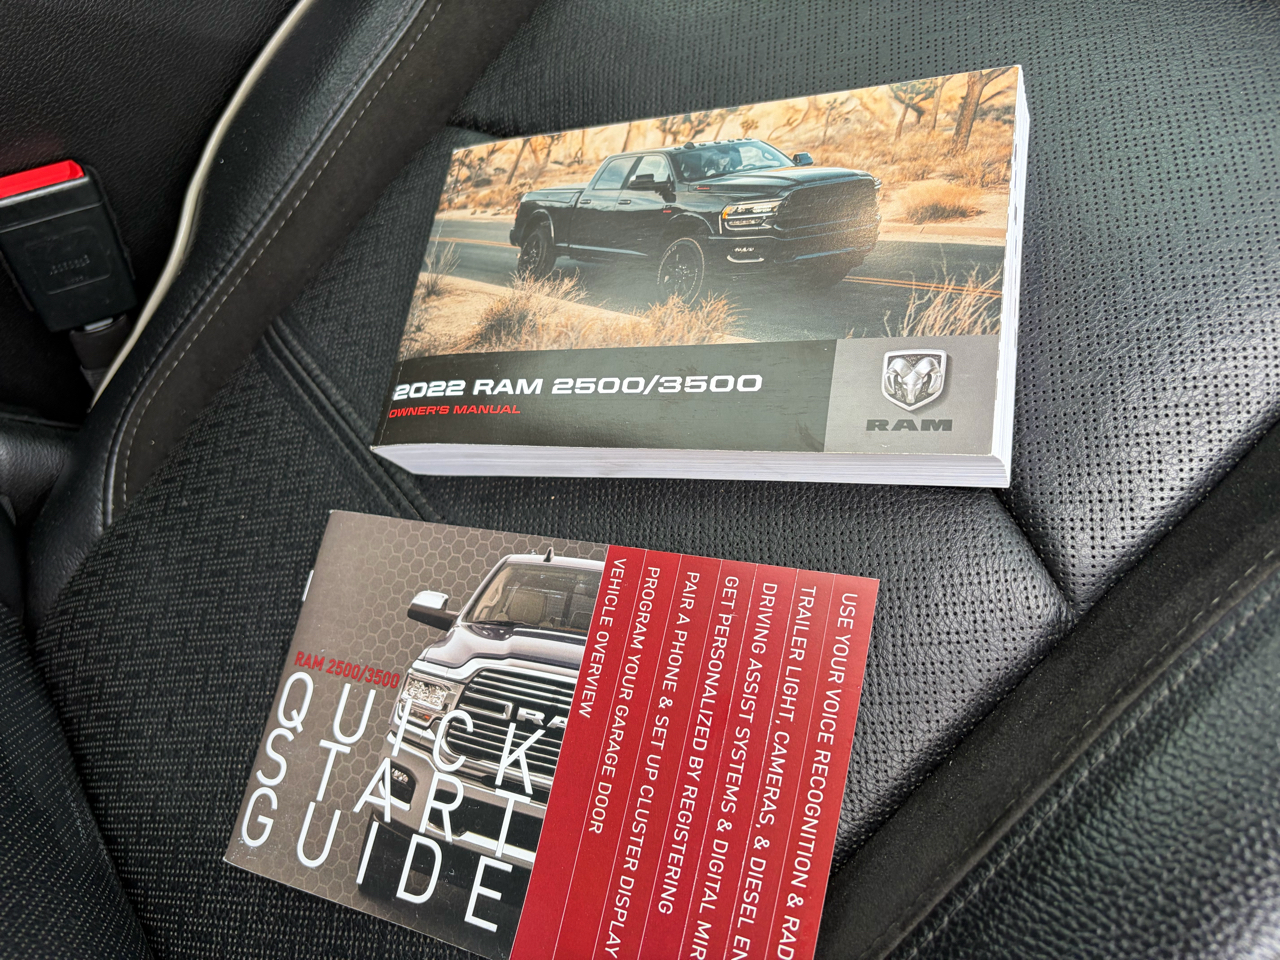 2022 RAM 2500/3500
OWNER'S MANUAL
RAM
RAM 2500/3500
QUICK
START
GUIDE
VEHICLE OVERVIEW
PROGRAM YOUR GARAGE DOOR
PAIR A PHONE & SET UP CLUSTER DISPLAY
GET PERSONALIZED BY REGISTERING
DRIVING ASSIST SYSTEMS & DIGITAL MIR
TRAILER LIGHT, CAMERAS, & DIESEL EN
USE YOUR VOICE RECOGNITION & RAD